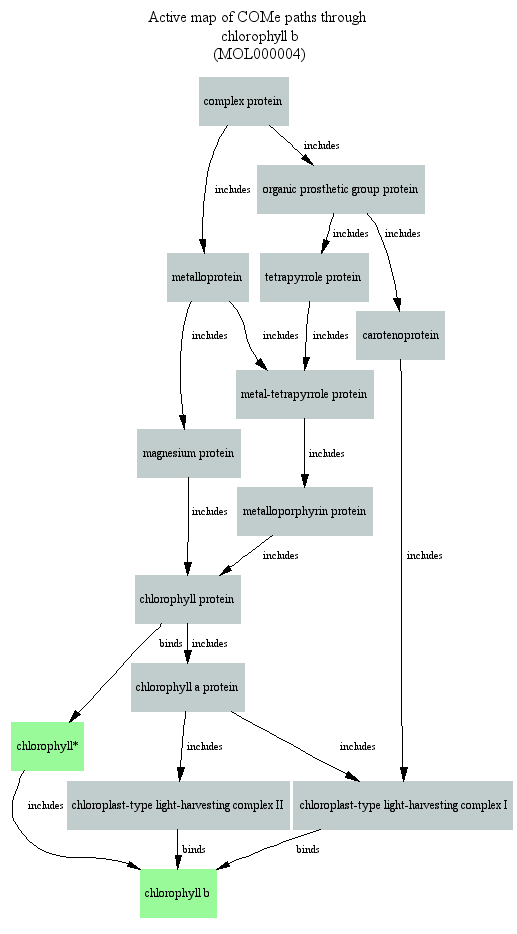 Active map of COMe paths through
chlorophyll b
(MOL000004)
complex protein
includes
organic prosthetic group protein
includes
includes
includes
metalloprotein
tetrapyrrole protein
carotenoprotein
includes
includes
includes
metal-tetrapyrrole protein
magnesium protein
includes
metalloporphyrin protein
includes
includes
includes
chlorophyll protein
binds
includes
chlorophyll a protein
chlorophyll*
includes
includes
chloroplast-type light-harvesting complex II
chloroplast-type light-harvesting complex I
includes
binds
binds
chlorophyll b